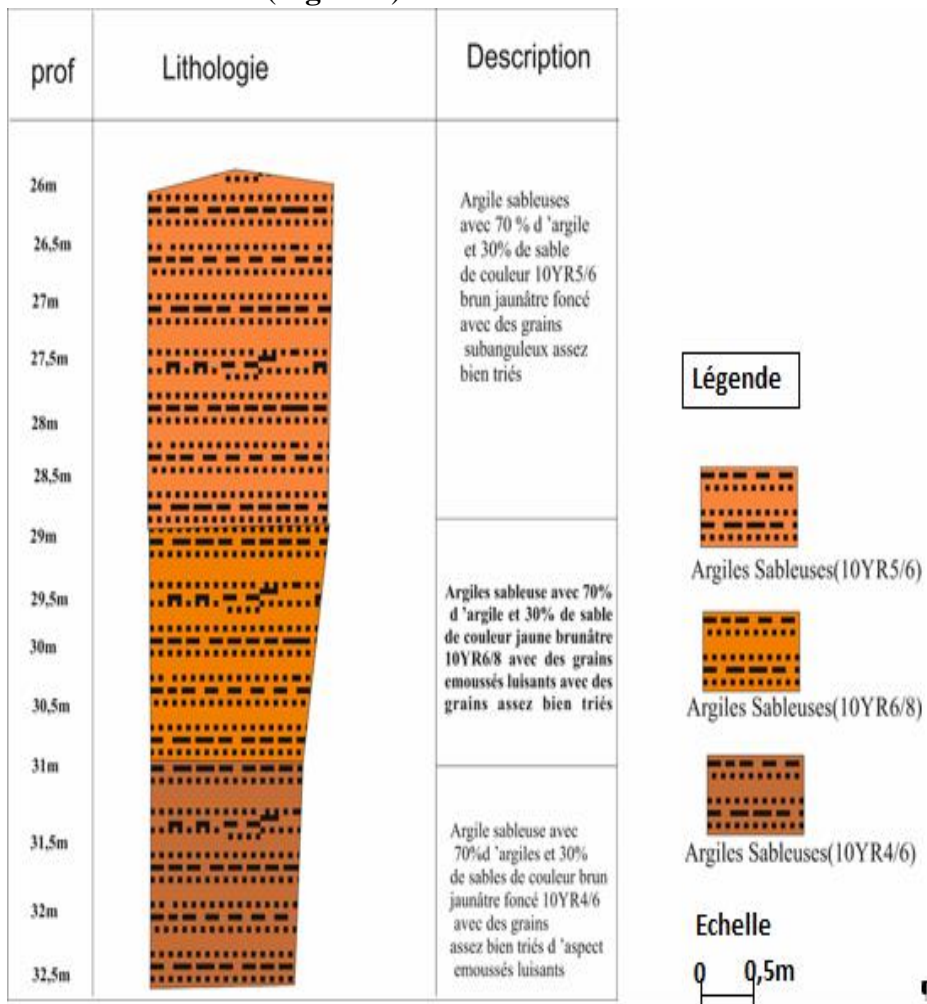 prof
Lithologie
Description
26m
26,5m
27m
27,5m
28m
28,5m
29m
29,5m
30m
30,5m
31m
31,5m
32m
32,5m
Argile sableuses
avec 70 % d ’argile
et 30% de sable
de couleur 10YR5/6
brun jaunâtre foncé
avec des grains
subanguleux assez
bien triés
Argiles sableuse avec 70%
d ’argile et 30% de sable
de couleur jaune brunâtre
10YR6/8 avec des grains
emoussés luisants avec des
grains assez bien triés
Argile sableuse avec
70%d ’argiles et 30%
de sables de couleur brun
jaunâtre foncé 10YR4/6
avec des grains
assez bien triés d ’aspect
emoussés luisants
Légende
Argiles Sableuses(10YR5/6)
Argiles Sableuses(10YR6/8)
Argiles Sableuses(10YR4/6)
Echelle
0 0,5m